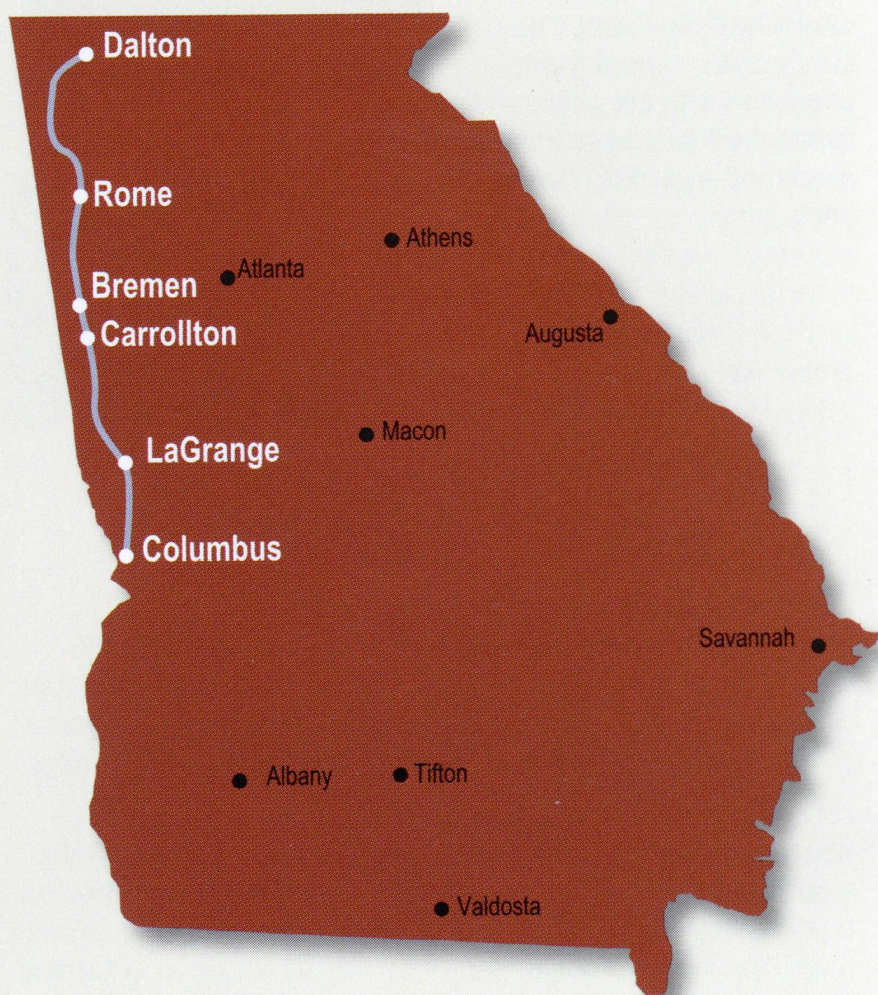 Dalton
Rome
Athens
Atlanta
Bremen
Augusta
Carrollton
Macon
LaGrange
Columbus
Savannah
Albany
Tifton
Valdosta